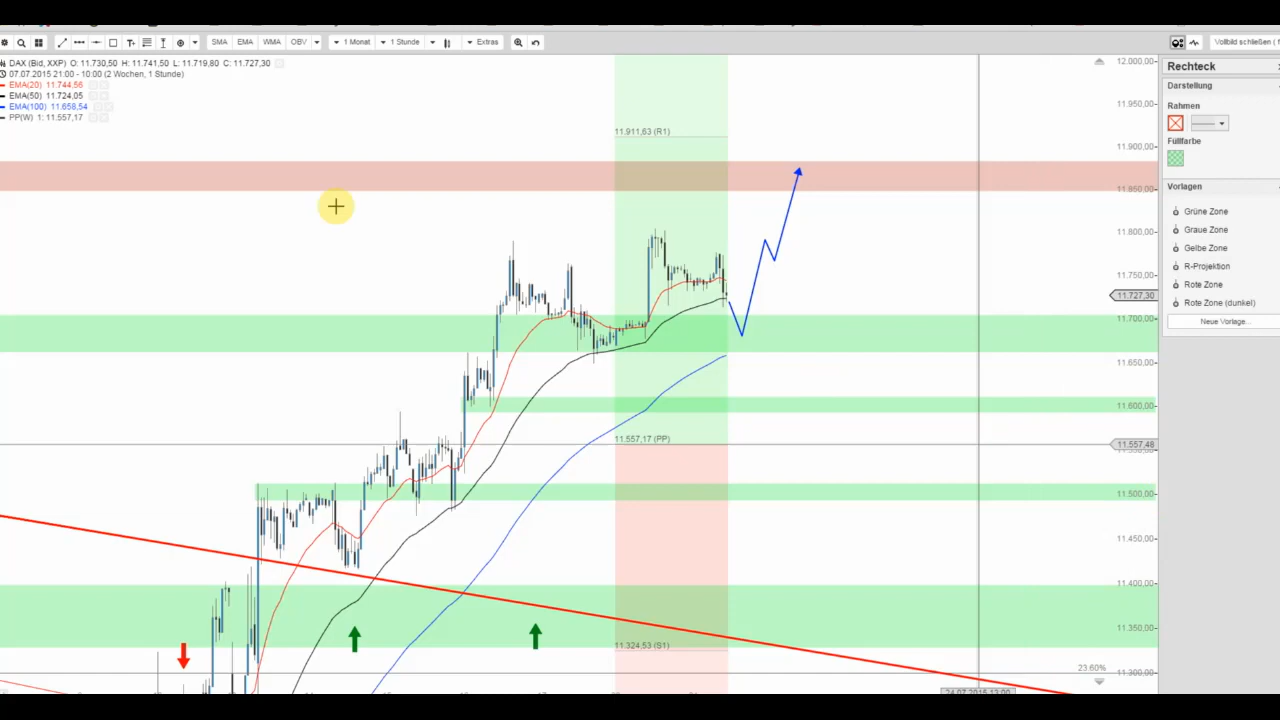 SMA EMA WMA OBV 1 Monat 1 Stunde Extras Vollbild schließen ( f
DAX (Bid, XXP) O: 11.730,50 H: 11.741,50 L: 11.719,80 C: 11.727,30
07.07.2015 21:00 - 10:00 (2 Wochen, 1 Stunde)
EMA(20) 11.744,56
EMA(50) 11.724,05
EMA(100) 11.658,54
PP(W) 1: 11.557,17
11.911,63 (R1)
11.557,17 (PP)
11.324,53 (S1)
23.60%
12.000,00
11.950,00
11.900,00
11.850,00
11.800,00
11.750,00
11.727,30
11.700,00
11.650,00
11.600,00
11.557,48
11.500,00
11.450,00
11.400,00
11.350,00
11.300,00
24.07.2015 13:00
Rechteck
Darstellung
Rahmen
Füllfarbe
Vorlagen
Grüne Zone
Graue Zone
Gelbe Zone
R-Projektion
Rote Zone
Rote Zone (dunkel)
Neue Vorlage...